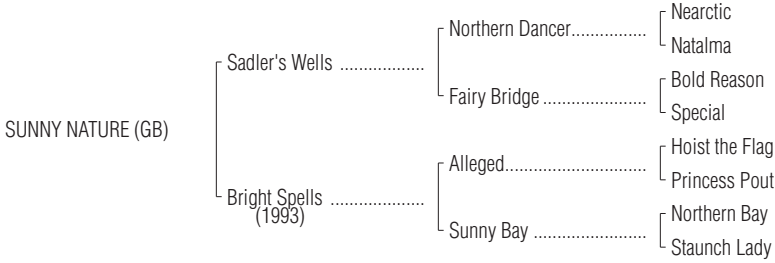 Nearctic
Northern Dancer......................
Natalma
Sadler's Wells ...................
Bold Reason
Fairy Bridge ..........................
Special
SUNNY NATURE (GB)
Hoist the Flag
Alleged....................................
Princess Pout
Bright Spells .....................
(1993)
Northern Bay
Sunny Bay .............................
Staunch Lady